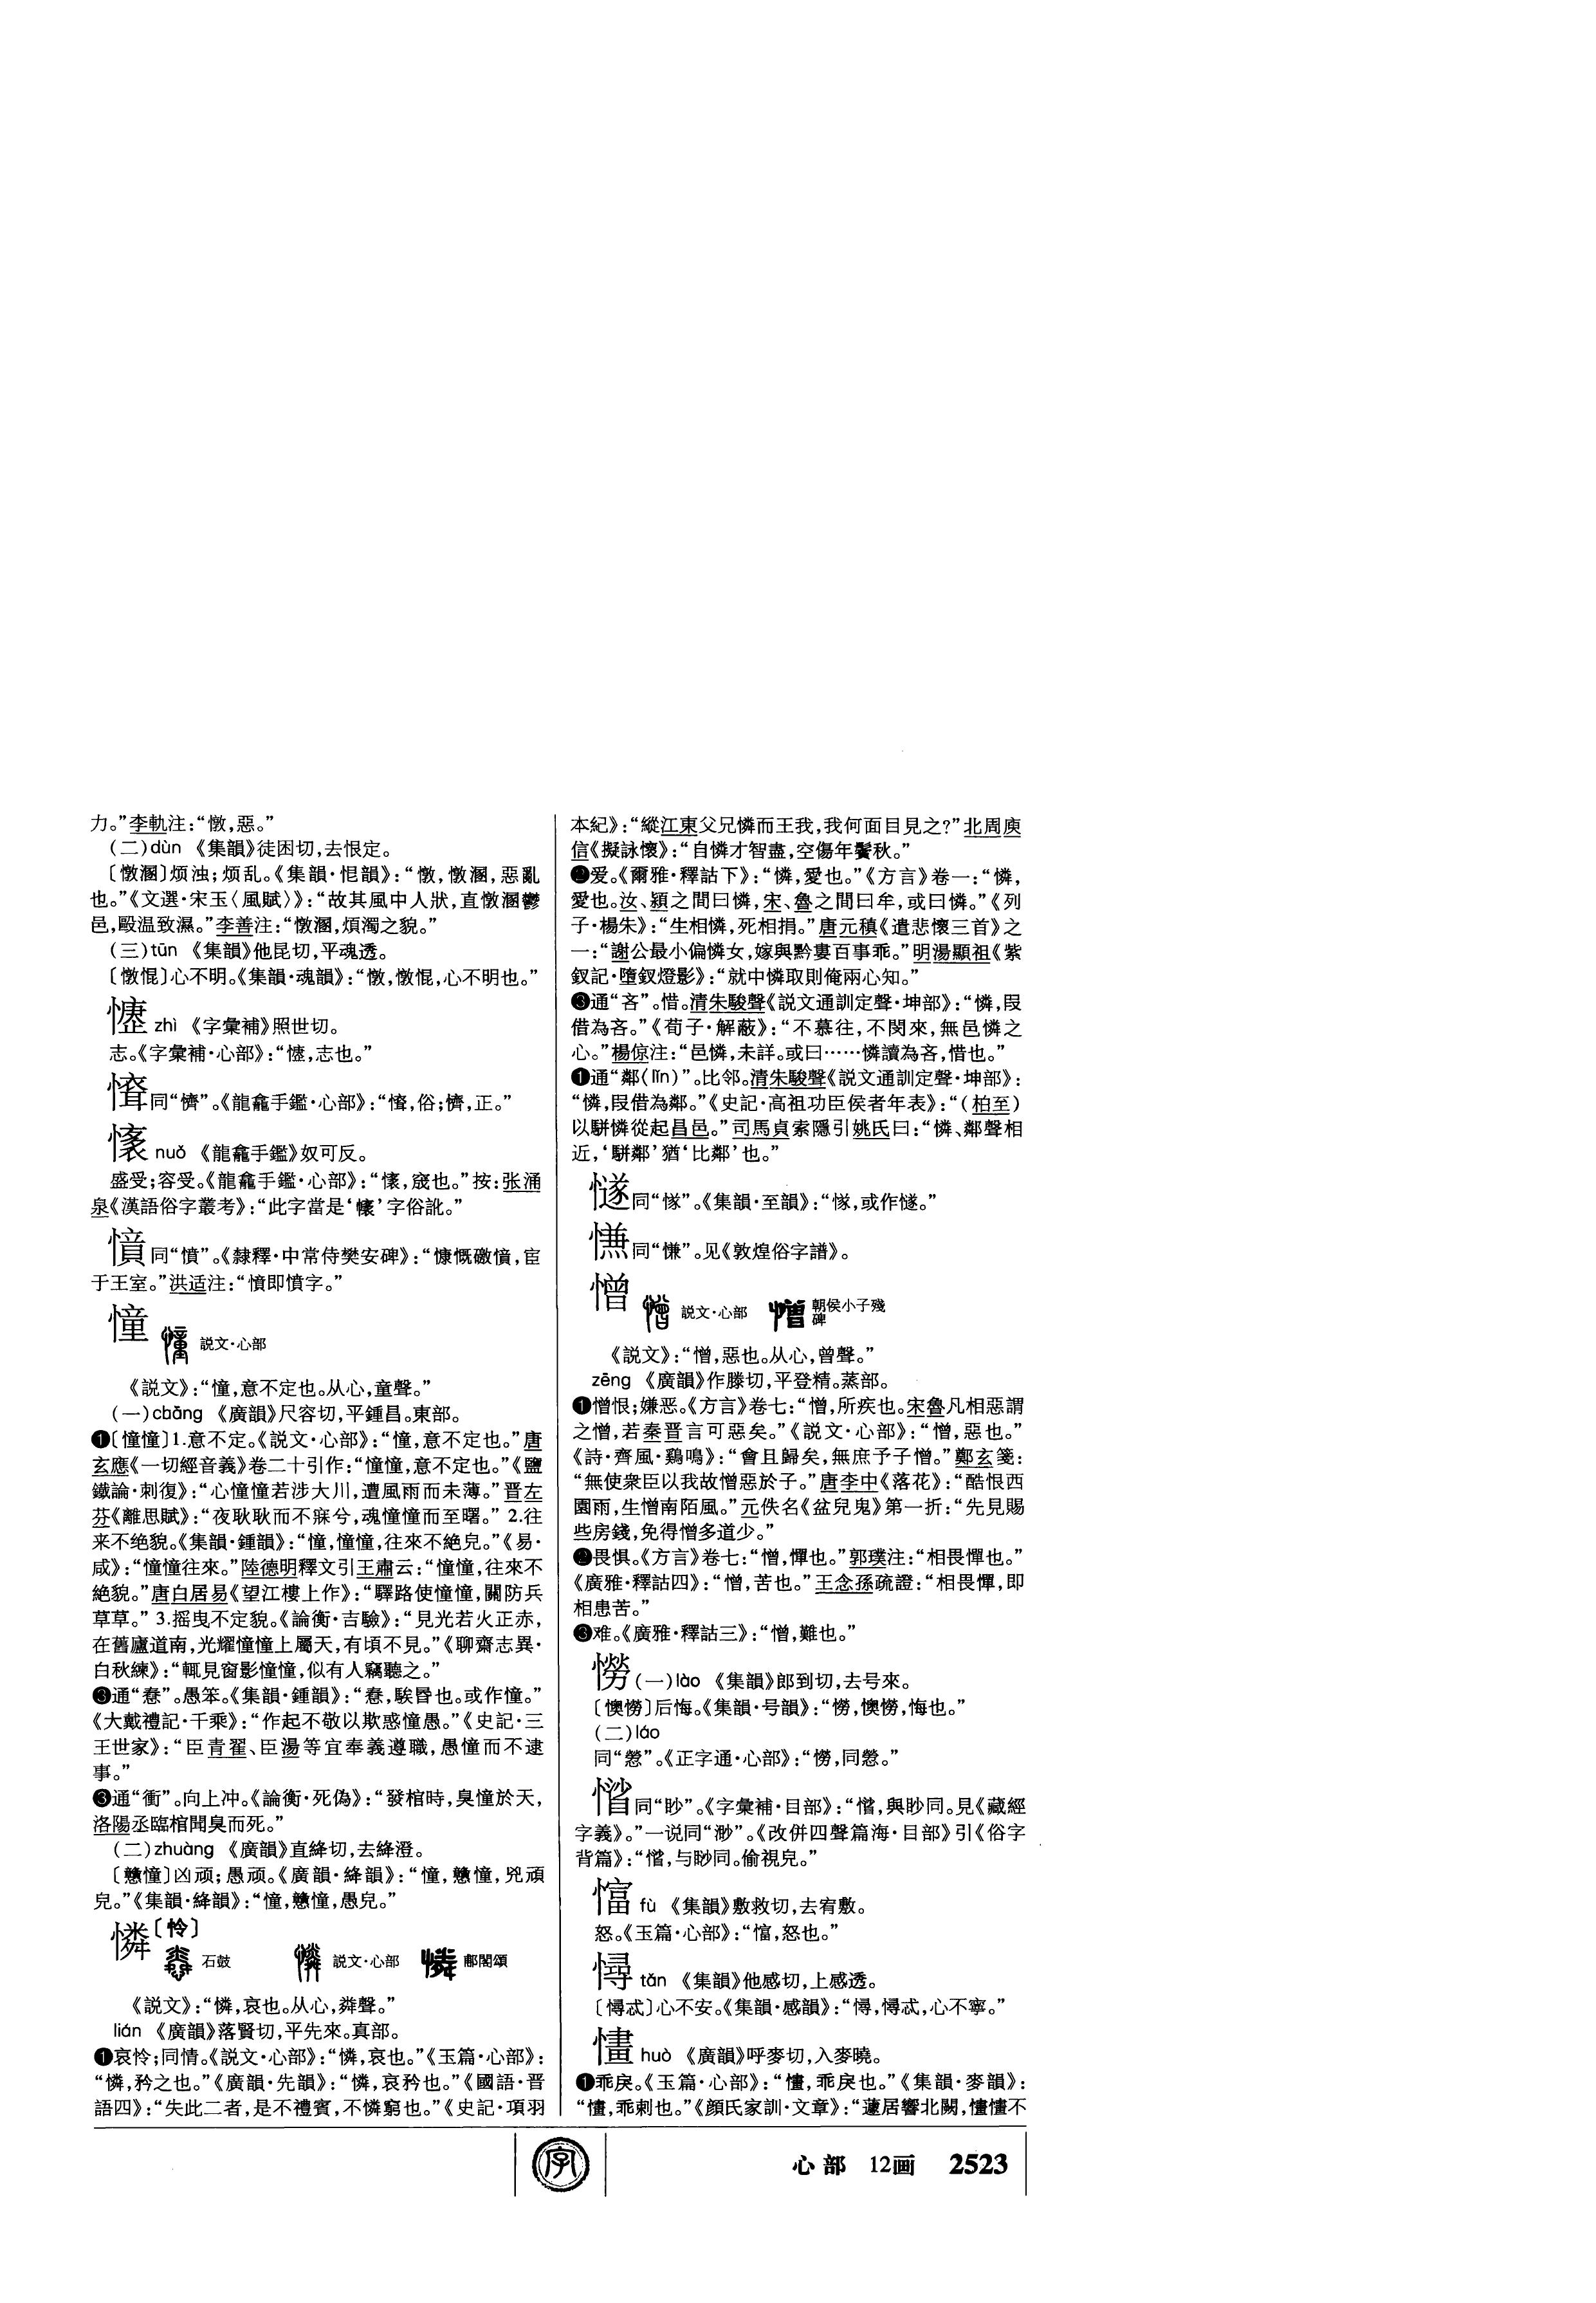 力。”李軌注：“憞，惡。”
(二)dùn 《集韻》徒困切，去恨定。
〔憞溷〕烦浊；烦乱。《集韻·恨韻》：“憞，憞溷，惡亂
也。”《文選·宋玉〈風賦〉》：“故其風中人狀，直憞溷鬱
邑，毆温致濕。”李善注：“憞溷，煩濁之貌。”
(三)tūn 《集韻》他昆切，平魂透。
〔憞惃〕心不明。《集韻·魂韻》：“憞，憞惃，心不明也。”
zhì 《字彙補》照世切。
志。《字彙補·心部》：“，志也。”
同“懠”。《龍龕手鑑·心部》：“，俗；懠，正。”
nuǒ 《龍龕手鑑》奴可反。
盛受；容受。《龍龕手鑑·心部》：“，也。”按：张涌
泉《漢語俗字叢考》：“此字當是‘’字俗訛。”
同“憤”。《隸釋·中常侍樊安碑》：“慷慨，宦
于王室。”洪适注：“即憤字。”
憧 説文·心部
《説文》：“憧，意不定也。从心，童聲。”
(一)cbāng 《廣韻》尺容切，平鍾昌。東部。
❶〔憧憧〕1.意不定。《説文·心部》：“憧，意不定也。”唐
玄應《一切經音義》卷二十引作：“憧憧，意不定也。”《鹽
鐵論·刺復》：“心憧憧若涉大川，遭風雨而未薄。”晋左
芬《離思賦》：“夜耿耿而不寐兮，魂憧憧而至曙。” 2.往
来不绝貌。《集韻·鍾韻》：“憧，憧憧，往來不絶皃。”《易·
咸》：“憧憧往來。”陸德明釋文引王肅云：“憧憧，往來不
絶貌。”唐白居易《望江樓上作》：“驛路使憧憧，關防兵
草草。” 3.摇曳不定貌。《論衡·吉驗》：“見光若火正赤，
在舊廬道南，光耀憧憧上屬天，有頃不見。”《聊齋志異·
白秋練》：“輒見窗影憧憧，似有人竊聽之。”
❸通“惷”。愚笨。《集韻·鍾韻》：“惷，騃昬也。或作憧。”
《大戴禮記·千乘》：“作起不敬以欺惑憧愚。”《史記·三
王世家》：“臣青翟、臣湯等宜奉義遵職，愚憧而不逮
事。”
❸通“衝”。向上冲。《論衡·死偽》：“發棺時，臭憧於天，
洛陽丞臨棺聞臭而死。”
(二)zhuàng 《廣韻》直絳切，去絳澄。
〔戆憧〕凶顽；愚顽。《廣韻·絳韻》：“憧，戇憧，兇頑
皃。”《集韻·絳韻》：“憧，戇憧，愚皃。”
憐〔怜〕 石鼓 説文·心部 郙閣頌
《説文》：“憐，哀也。从心，粦聲。”
lián 《廣韻》落賢切，平先來。真部。
❶哀怜；同情。《説文·心部》：“憐，哀也。”《玉篇·心部》：
“憐，矜之也。”《廣韻·先韻》：“憐，哀矜也。”《國語·晋
語四》：“失此二者，是不禮賓，不憐窮也。”《史記·項羽
本紀》：“縱江東父兄憐而王我，我何面目見之?”北周庾
信《擬詠懷》：“自憐才智盡，空傷年鬢秋。”
❷爱。《爾雅·釋詁下》：“憐，愛也。”《方言》卷一：“憐，
愛也。汝、潁之間曰憐，宋、魯之間曰牟，或曰憐。”《列
子·楊朱》：“生相憐，死相捐。”唐元稹《遣悲懷三首》之
一：“謝公最小偏憐女，嫁與黔婁百事乖。”明湯顯祖《紫
釵記·墮釵燈影》：“就中憐取則俺兩心知。”
❸通“吝”。惜。清朱駿聲《説文通訓定聲·坤部》：“憐，叚
借為吝。”《荀子·解蔽》：“不慕往，不閔來，無邑憐之
心。”楊倞注：“邑憐，未詳。或曰……憐讀為吝，惜也。”
❶通“鄰(lín)”。比邻。清朱駿聲《説文通訓定聲·坤部》：
“憐，叚借為鄰。”《史記·高祖功臣侯者年表》：“(柏至)
以駢憐從起昌邑。”司馬貞索隱引姚氏曰：“憐、鄰聲相
近，‘駢鄰’猶‘比鄰’也。”
憽同“”。《集韻·至韻》：“，或作。”
憮同“慊”。见《敦煌俗字譜》。
憎 説文·心部 朝侯小子殘
碑
《説文》：“憎，惡也。从心，曾聲。”
zēng 《廣韻》作滕切，平登精。蒸部。
❶憎恨；嫌恶。《方言》卷七：“憎，所疾也。宋魯凡相惡謂
之憎，若秦晋言可惡矣。”《説文·心部》：“憎，惡也。”
《詩·齊風·鷄鳴》：“會且歸矣，無庶予子憎。”鄭玄箋：
“無使衆臣以我故憎惡於子。”唐李中《落花》：“酷恨西
園雨，生憎南陌風。”元佚名《盆兒鬼》第一折：“先見賜
些房錢，免得憎多道少。”
❷畏惧。《方言》卷七：“憎，憚也。”郭璞注：“相畏憚也。”
《廣雅·釋詁四》：“憎，苦也。”王念孫疏證：“相畏憚，即
相患苦。”
❸难。《廣雅·釋詁三》：“憎，難也。”
憦(一)lào 《集韻》郎到切，去号來。
〔懊憦〕后悔。《集韻·号韻》：“憦，懊憦，悔也。”
(二)láo
同“憥”。《正字通·心部》：“憦，同憥。”
同“眇”。《字彙補·目部》：“，與眇同。見《藏經
字義》。”一说同“”。《改併四聲篇海·目部》引《俗字
背篇》：“，与眇同。偷視皃。”
fù 《集韻》敷救切，去宥敷。
怒。《玉篇·心部》：“，怒也。”
憳 tǎn 《集韻》他感切，上感透。
〔忒〕心不安。《集韻·感韻》：“，忒，心不寧。”
huò 《廣韻》呼麥切，入麥曉。
❶乖戾。《玉篇·心部》：“，乖戾也。”《集韻·麥韻》：
“，乖剌也。”《顔氏家訓·文章》：“蘧居響北闕，不
心部 12画 2523